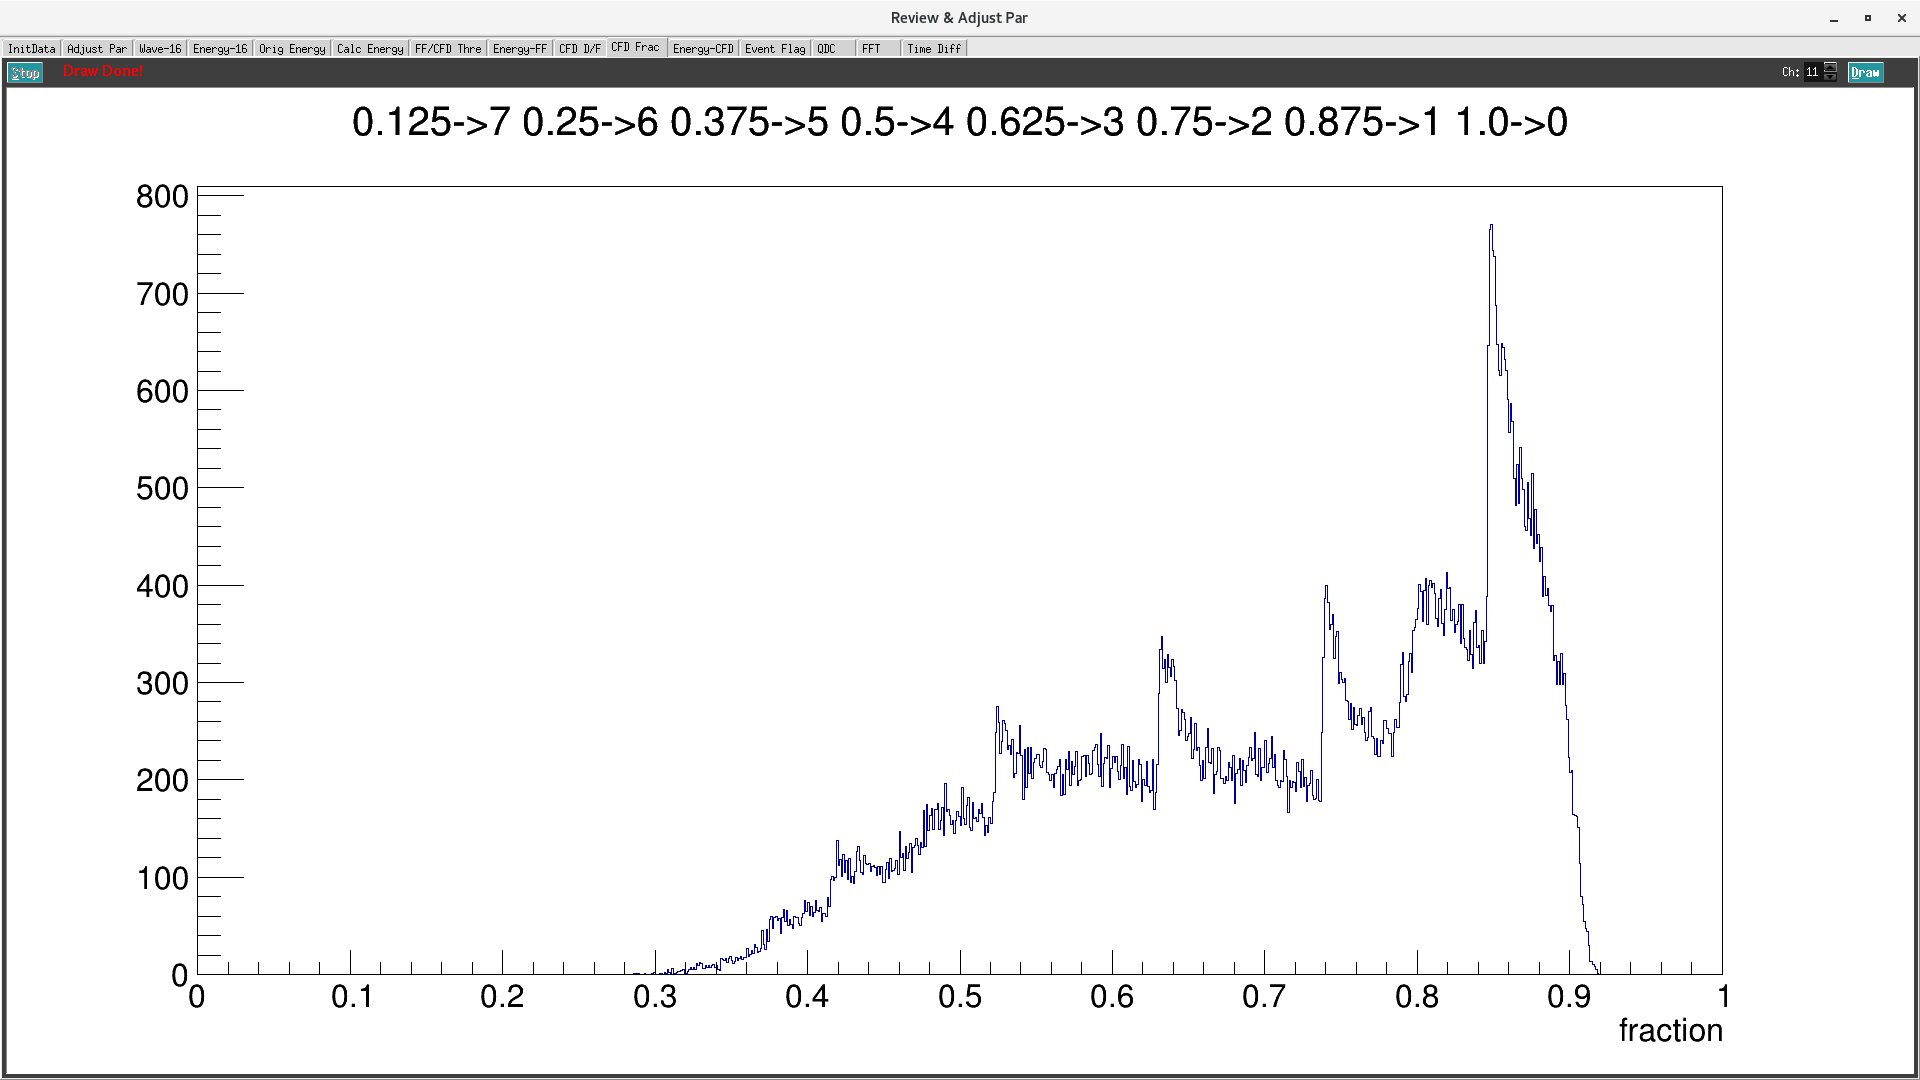 Review & Adjust Par
InitData Adjust Par Wave-16 Energy-16 Orig Energy Calc Energy FF/CFD Thre Energy-FF CFD D/F CFD Frac Energy-CFD Event Flag QDC FFT Time Diff
Stop Draw Done! Ch: 11 Draw
0.125->7 0.25->6 0.375->5 0.5->4 0.625->3 0.75->2 0.875->1 1.0->0
800
700
600
500
400
300
200
100
0
0 0.1 0.2 0.3 0.4 0.5 0.6 0.7 0.8 0.9 1
fraction